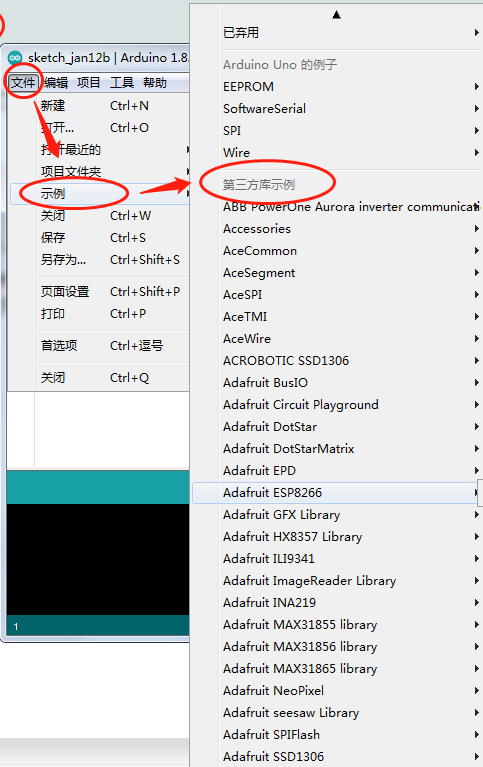 sketch_jan12b | Arduino 1.8.
文件 编辑 项目 工具 帮助
新建 Ctrl+N
打开... Ctrl+O
打开最近的
项目文件夹
示例
关闭 Ctrl+W
保存 Ctrl+S
另存为... Ctrl+Shift+S
页面设置 Ctrl+Shift+P
打印 Ctrl+P
首选项 Ctrl+逗号
关闭 Ctrl+Q
1
已弃用
Arduino Uno 的例子
EEPROM
SoftwareSerial
SPI
Wire
第三方库示例
ABB PowerOne Aurora inverter communicati
Accessories
AceCommon
AceSegment
AceSPI
AceTMI
AceWire
ACROBOTIC SSD1306
Adafruit BusIO
Adafruit Circuit Playground
Adafruit DotStar
Adafruit DotStarMatrix
Adafruit EPD
Adafruit ESP8266
Adafruit GFX Library
Adafruit HX8357 Library
Adafruit ILI9341
Adafruit ImageReader Library
Adafruit INA219
Adafruit MAX31855 library
Adafruit MAX31856 library
Adafruit MAX31865 library
Adafruit NeoPixel
Adafruit seesaw Library
Adafruit SPIFlash
Adafruit SSD1306